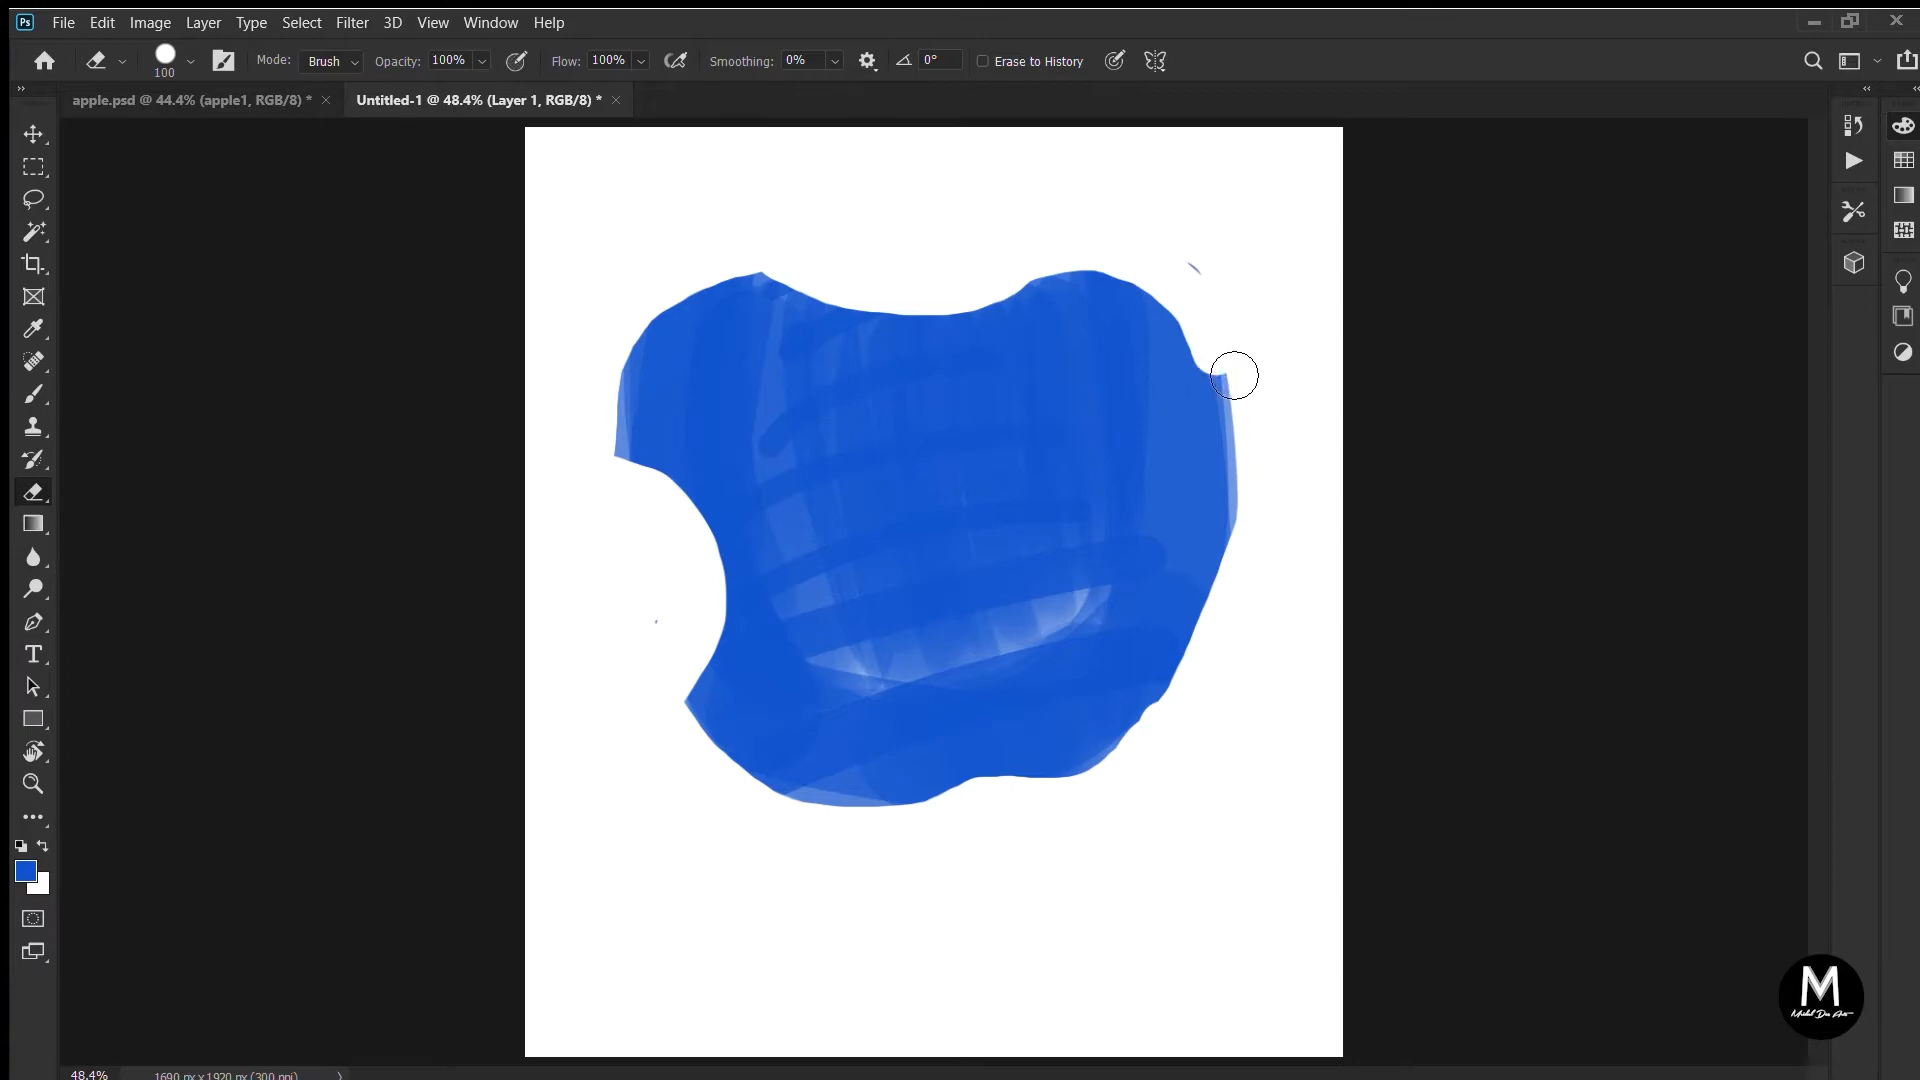 Ps File Edit Image Layer Type Select Filter 3D View Window Help
100 Mode: Brush Opacity: 100% Flow: 100% Smoothing: 0% 0° Erase to History
apple.psd @ 44.4% (apple1, RGB/8) * Untitled-1 @ 48.4% (Layer 1, RGB/8) *
M
48.4% 1690 px x 1920 px (300 ppi)